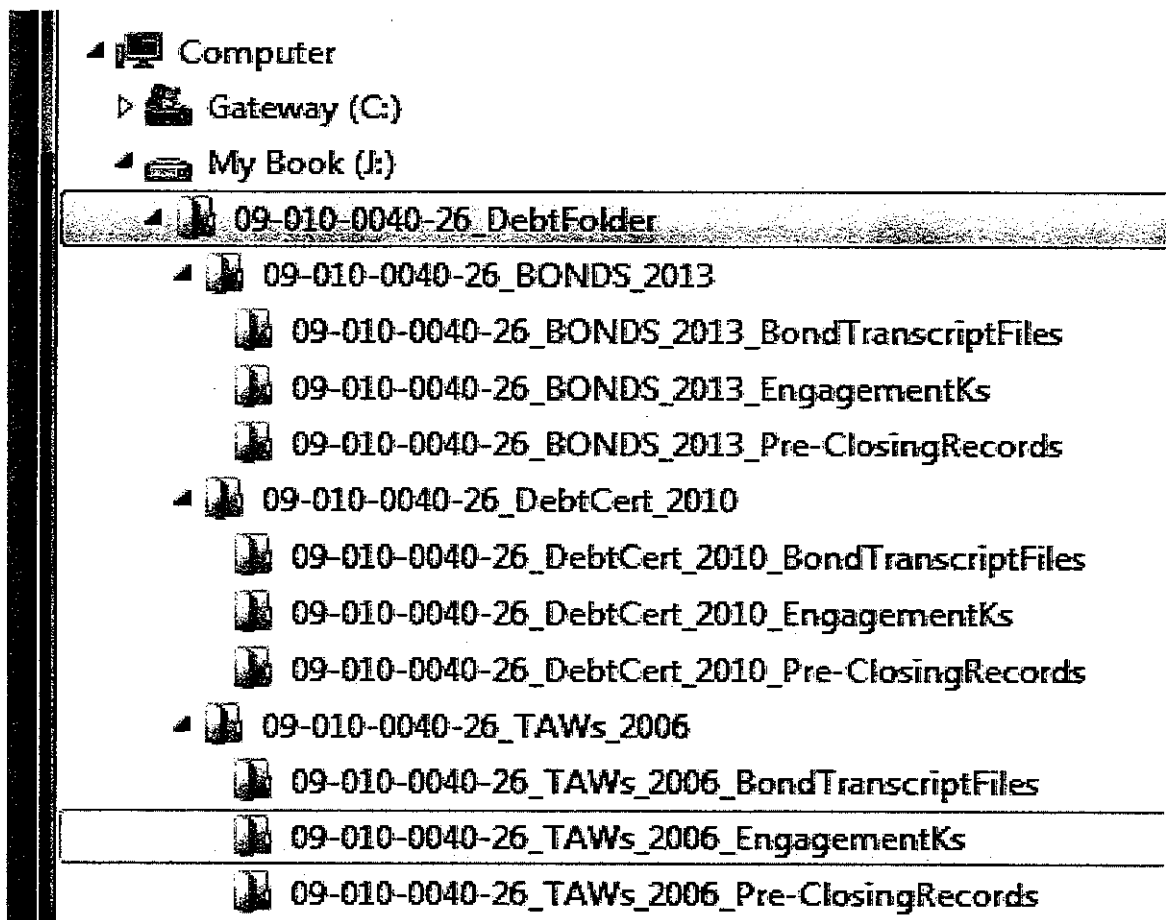 Computer
Gateway (C:)
My Book (J:)
09-010-0040-26_DebtFolder
09-010-0040-26_BONDS_2013
09-010-0040-26_BONDS_2013_BondTranscriptFiles
09-010-0040-26_BONDS_2013_EngagementKs
09-010-0040-26_BONDS_2013_Pre-ClosingRecords
09-010-0040-26_DebtCert_2010
09-010-0040-26_DebtCert_2010_BondTranscriptFiles
09-010-0040-26_DebtCert_2010_EngagementKs
09-010-0040-26_DebtCert_2010_Pre-ClosingRecords
09-010-0040-26_TAWs_2006
09-010-0040-26_TAWs_2006_BondTranscriptFiles
09-010-0040-26_TAWs_2006_EngagementKs
09-010-0040-26_TAWs_2006_Pre-ClosingRecords